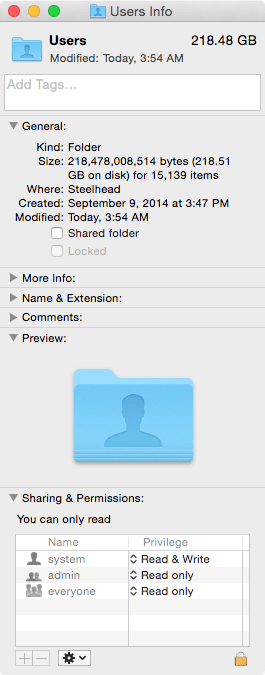 Users Info
Users 218.48 GB
Modified: Today, 3:54 AM
Add Tags…
General:
Kind: Folder
Size: 218,478,008,514 bytes (218.51
GB on disk) for 15,139 items
Where: Steelhead
Created: September 9, 2014 at 3:47 PM
Modified: Today, 3:54 AM
Shared folder
Locked
More Info:
Name & Extension:
Comments:
Preview:
Sharing & Permissions:
You can only read
Name Privilege
system Read & Write
admin Read only
everyone Read only